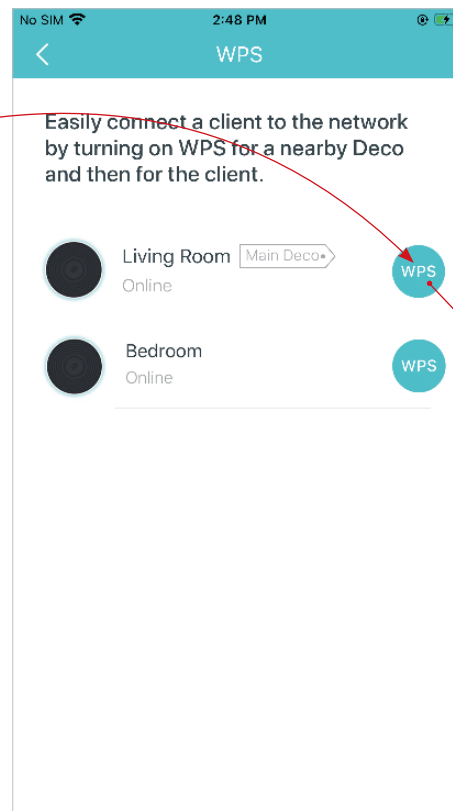 No SIM 2:48 PM
WPS
Easily connect a client to the network
by turning on WPS for a nearby Deco
and then for the client.
Living Room Main Deco
Online
WPS
Bedroom
Online
WPS